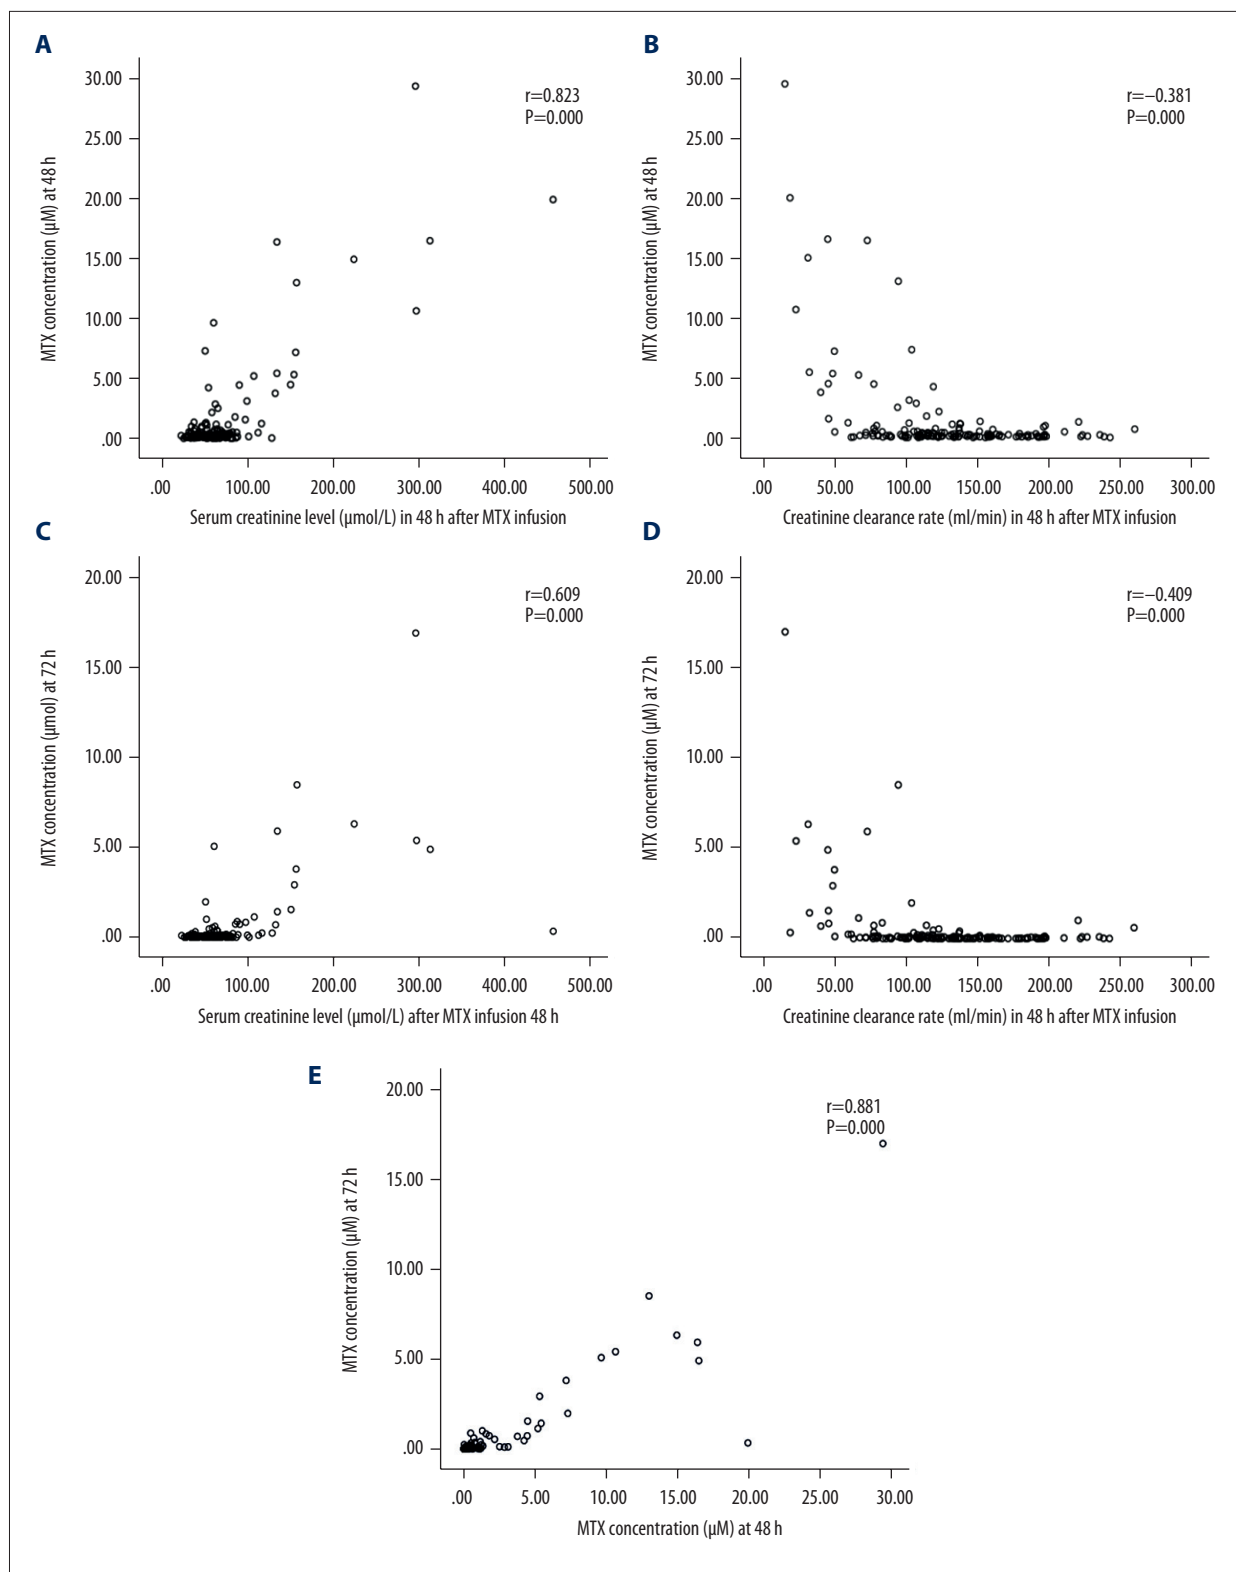 A
MTX concentration (µM) at 48 h
30.00
25.00
20.00
15.00
10.00
5.00
.00
r=0.823
P=0.000
.00 100.00 200.00 300.00 400.00 500.00
Serum creatinine level (µmol/L) in 48 h after MTX infusion
B
MTX concentration (µM) at 48 h
30.00
25.00
20.00
15.00
10.00
5.00
.00
r=−0.381
P=0.000
.00 50.00 100.00 150.00 200.00 250.00 300.00
Creatinine clearance rate (ml/min) in 48 h after MTX infusion
C
MTX concentration (µmol) at 72 h
20.00
15.00
10.00
5.00
.00
r=0.609
P=0.000
.00 100.00 200.00 300.00 400.00 500.00
Serum creatinine level (µmol/L) after MTX infusion 48 h
D
MTX concentration (µM) at 72 h
20.00
15.00
10.00
5.00
.00
r=−0.409
P=0.000
.00 50.00 100.00 150.00 200.00 250.00 300.00
Creatinine clearance rate (ml/min) in 48 h after MTX infusion
E
MTX concentration (µM) at 72 h
20.00
15.00
10.00
5.00
.00
r=0.881
P=0.000
.00 5.00 10.00 15.00 20.00 25.00 30.00
MTX concentration (µM) at 48 h